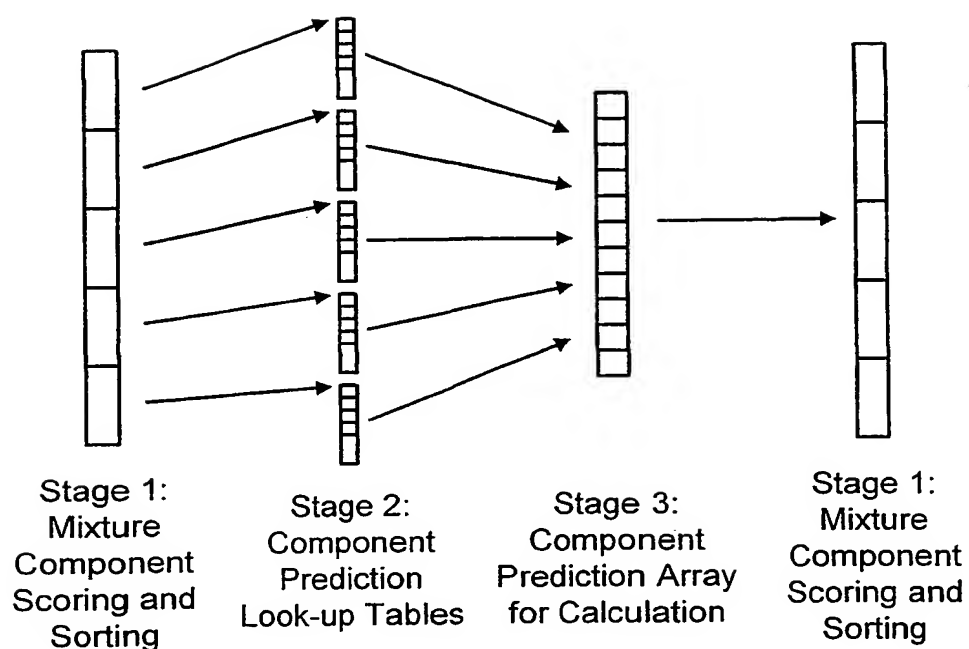 Stage 1:
Mixture
Component
Scoring and
Sorting
Stage 2:
Component
Prediction
Look-up Tables
Stage 3:
Component
Prediction Array
for Calculation
Stage 1:
Mixture
Component
Scoring and
Sorting